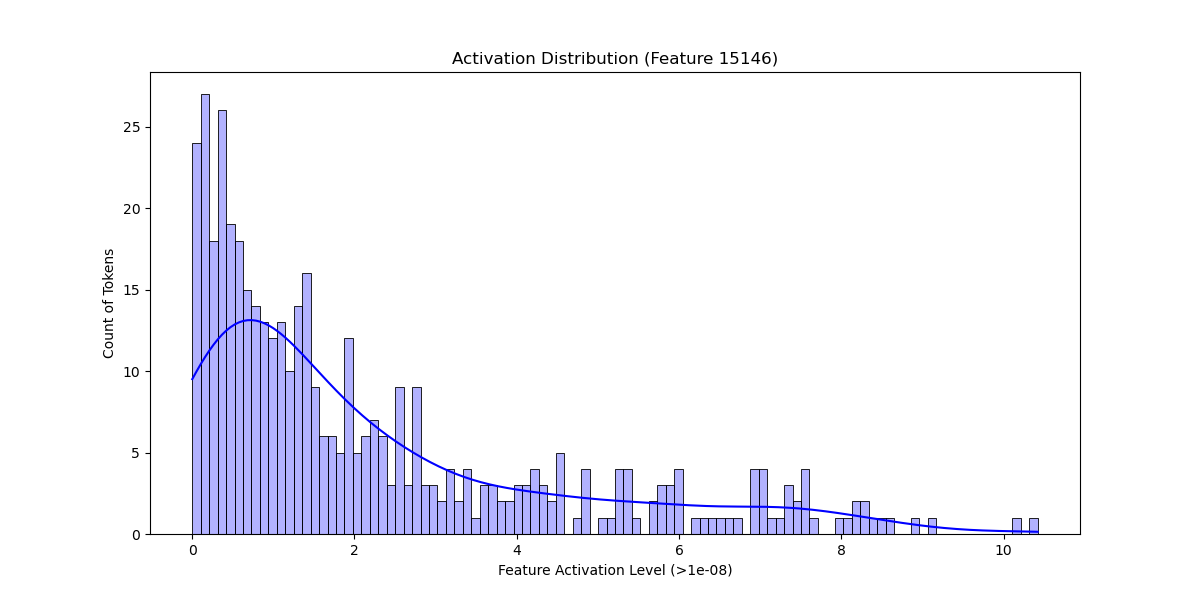 Activation Distribution (Feature 15146)
Count of Tokens
25
20
15
10
5
0
0 2 4 6 8 10
Feature Activation Level (>1e-08)